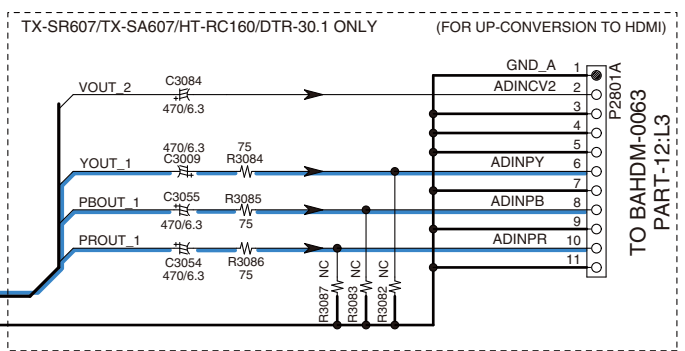 TX-SR607/TX-SA607/HT-RC160/DTR-30.1 ONLY
(FOR UP-CONVERSION TO HDMI)
GND_A 1
VOUT_2 C3084 470/6.3 ADINCV2 2
3
4
5
YOUT_1 470/6.3 C3009 75 R3084 ADINPY 6
7
PBOUT_1 C3055 470/6.3 R3085 75 ADINPB 8
9
PROUT_1 C3054 470/6.3 R3086 75 ADINPR 10
11
P2801A
TO BAHDM-0063
PART-12:L3
R3087 NC
R3083 NC
R3082 NC